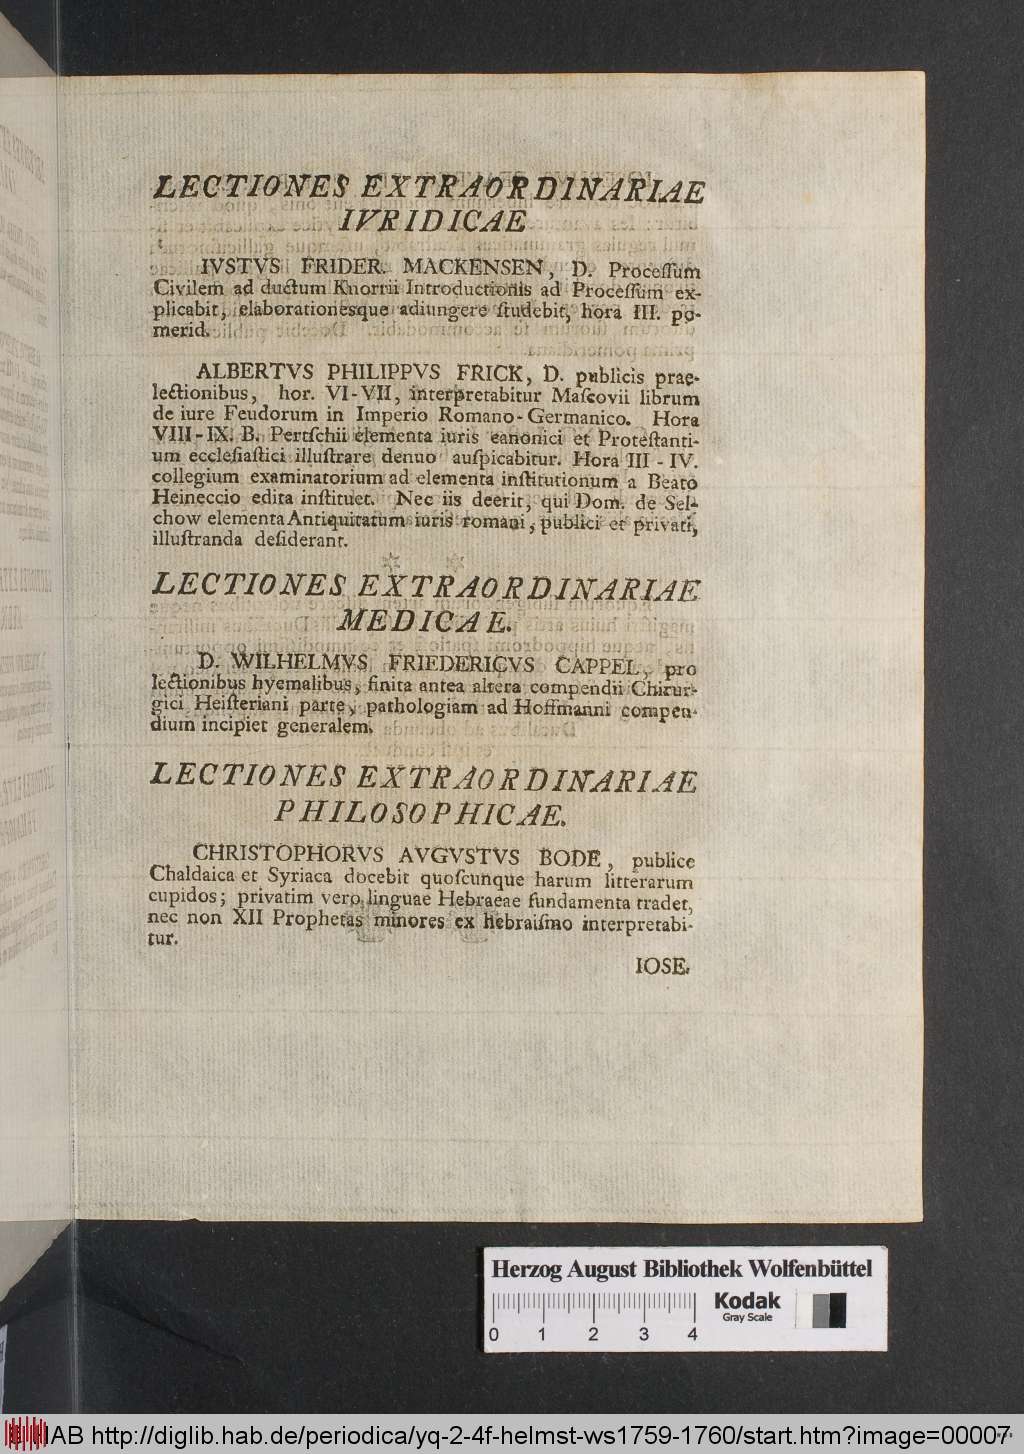 LECTIONES EXTRAORDINARIAE
IVRIDICAE
IVSTVS FRIDER. MACKENSEN, D. Proceſſum
Civilem ad ductum Knorrii Introductionis ad Proceſſum ex-
plicabit, elaborationesque adiungere ſtudebit, hora III. po-
merid.
ALBERTVS PHILIPPVS FRICK, D. publicis prae-
lectionibus, hor. VI-VII, interpretabitur Maſcovii librum
de iure Feudorum in Imperio Romano-Germanico. Hora
VIII-IX. B. Pertſchii elementa iuris canonici et Proteſtanti-
um eccleſiaſtici illuſtrare denuo auſpicabitur. Hora III - IV.
collegium examinatorium ad elementa inſtitutionum a Beato
Heineccio edita inſtituet. Nec iis deerit, qui Dom. de Sel-
chow elementa Antiquitatum iuris romani, publici et privati,
illuſtranda deſiderant.
LECTIONES EXTRAORDINARIAE
MEDICAE.
D. WILHELMVS FRIEDERICVS CAPPEL, pro
lectionibus hyemalibus, finita antea altera compendii Chirur-
gici Heiſteriani parte, pathologiam ad Hoffmanni compen-
dium incipiet generalem.
LECTIONES EXTRAORDINARIAE
PHILOSOPHICAE.
CHRISTOPHORVS AVGVSTVS BODE, publice
Chaldaica et Syriaca docebit quoſcunque harum litterarum
cupidos; privatim vero linguae Hebraeae fundamenta tradet,
nec non XII Prophetas minores ex hebraiſmo interpretabi-
tur.
IOSE.
Herzog August Bibliothek Wolfenbüttel
Kodak
Gray Scale
0 1 2 3 4
HAB http://diglib.hab.de/periodica/yq-2-4f-helmst-ws1759-1760/start.htm?image=00007